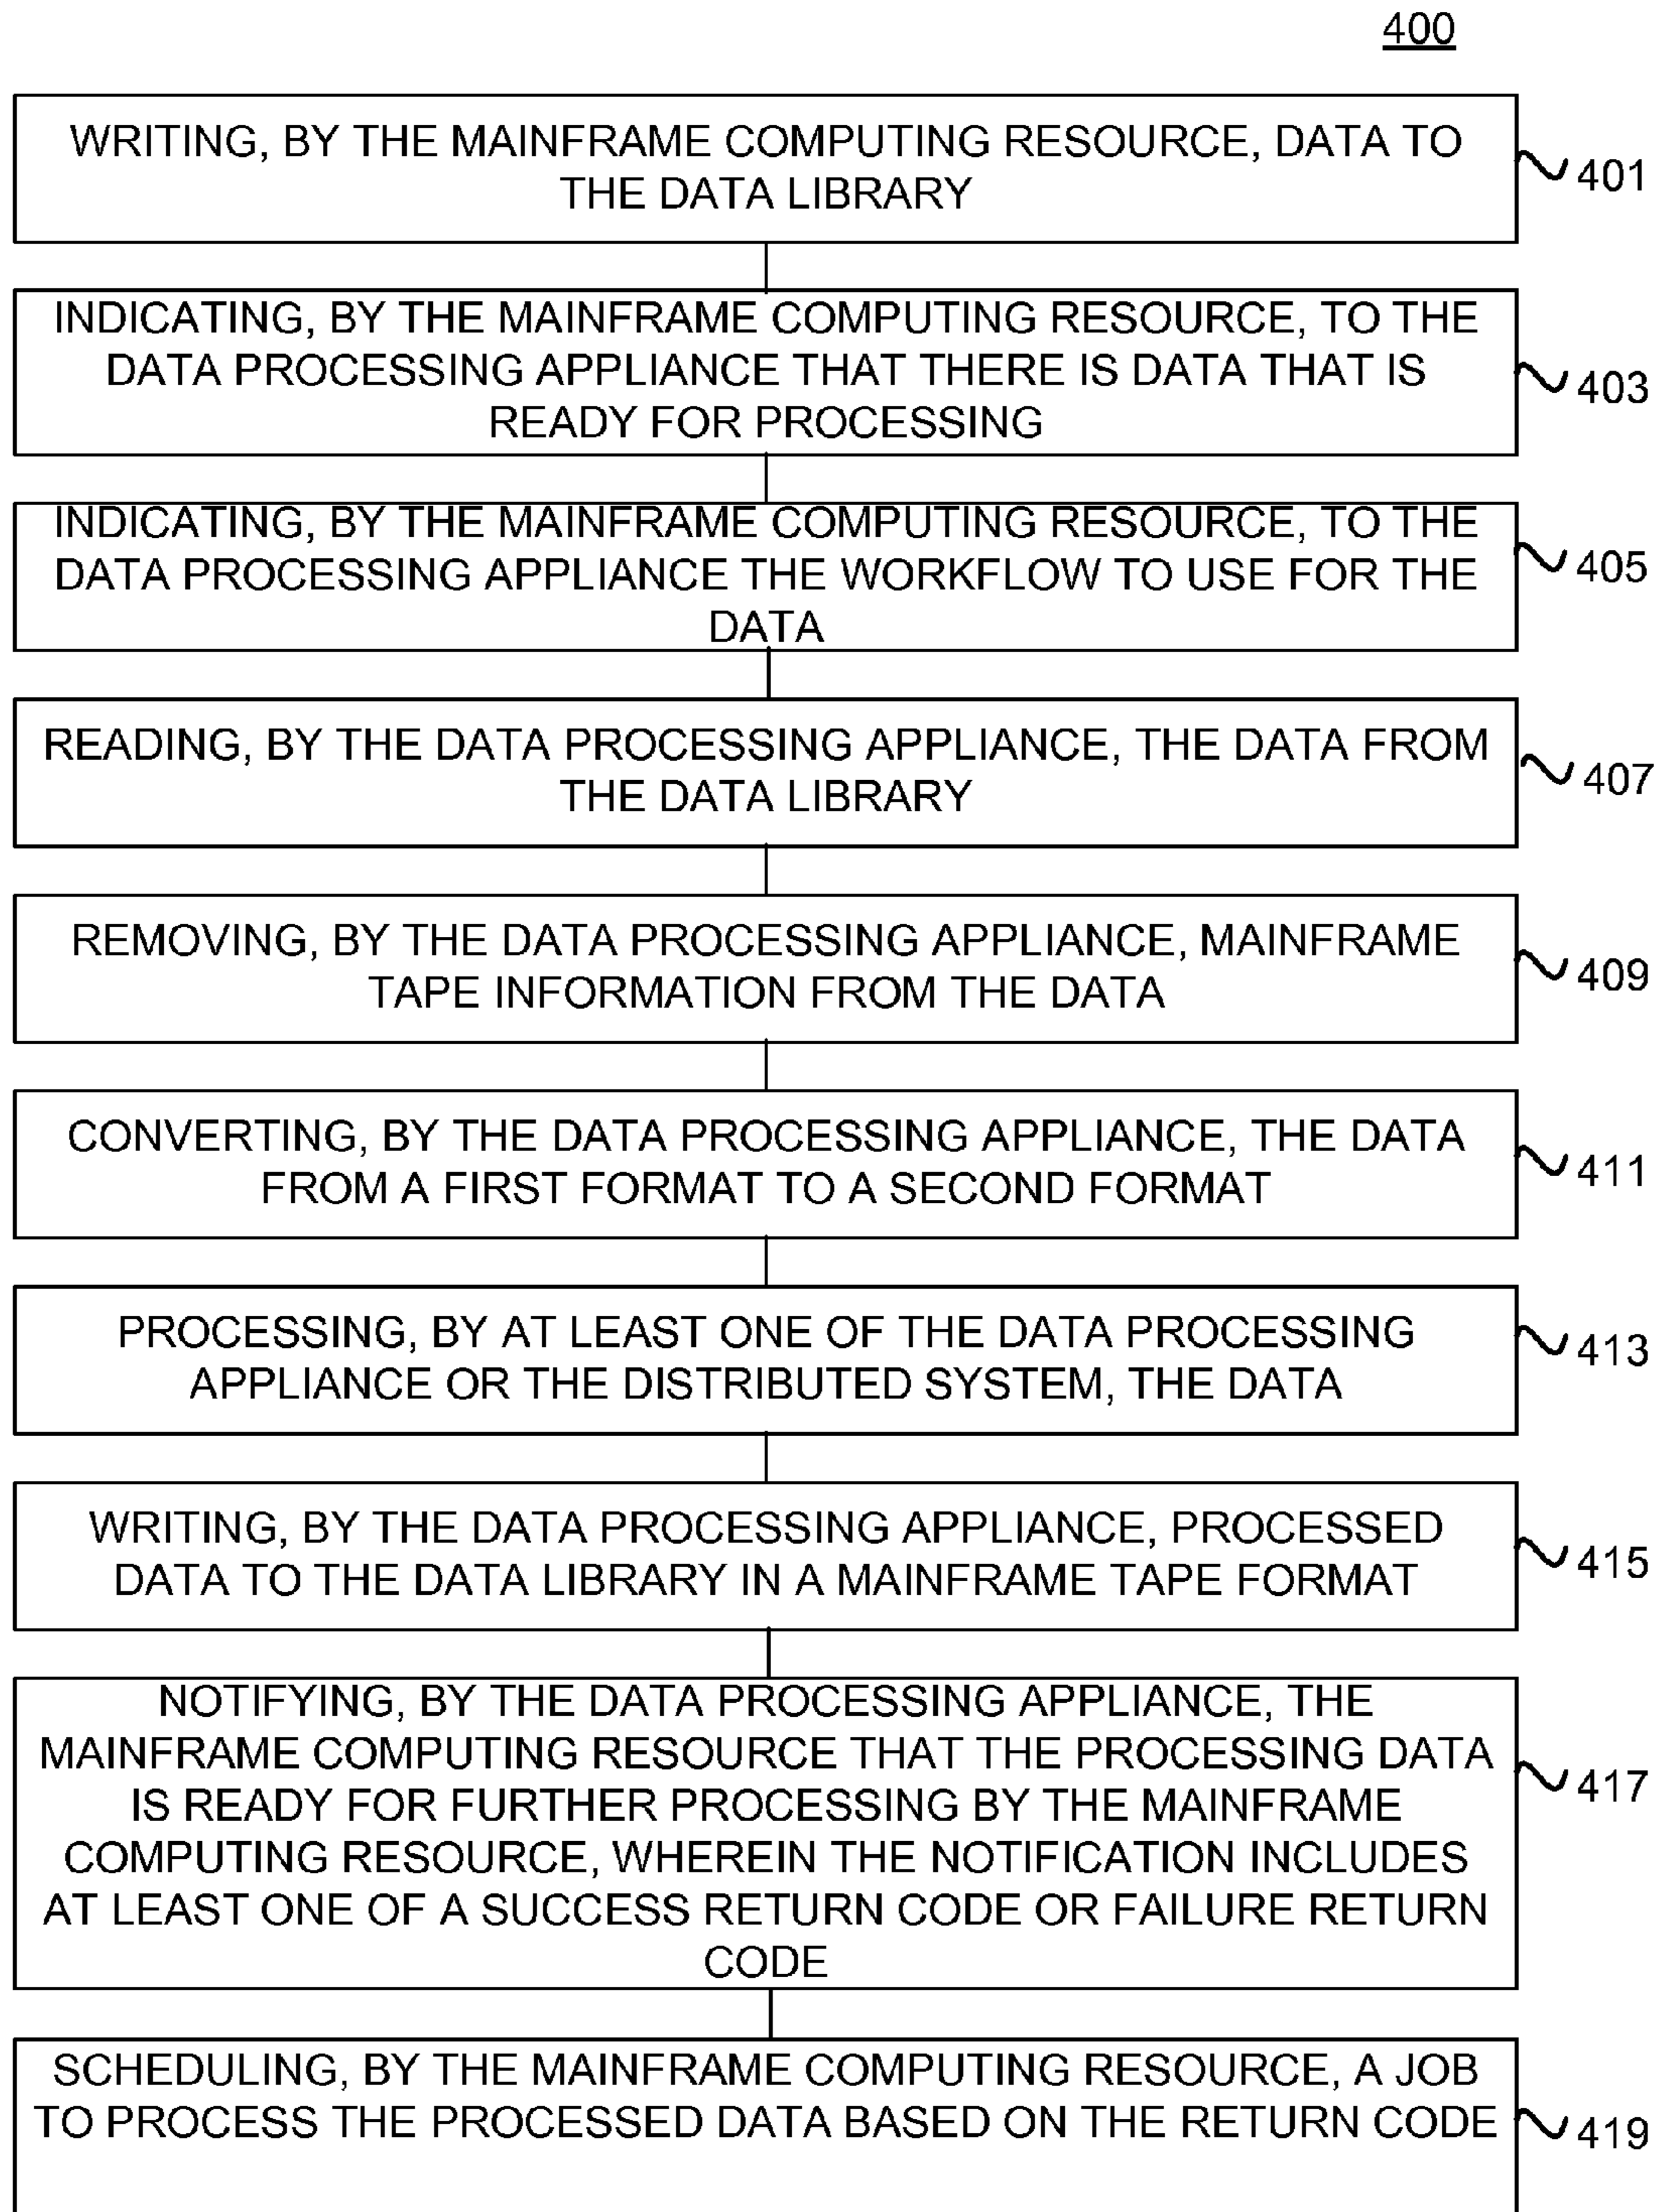 400
WRITING, BY THE MAINFRAME COMPUTING RESOURCE, DATA TO
THE DATA LIBRARY
401
INDICATING, BY THE MAINFRAME COMPUTING RESOURCE, TO THE
DATA PROCESSING APPLIANCE THAT THERE IS DATA THAT IS
READY FOR PROCESSING
403
INDICATING, BY THE MAINFRAME COMPUTING RESOURCE, TO THE
DATA PROCESSING APPLIANCE THE WORKFLOW TO USE FOR THE
DATA
405
READING, BY THE DATA PROCESSING APPLIANCE, THE DATA FROM
THE DATA LIBRARY
407
REMOVING, BY THE DATA PROCESSING APPLIANCE, MAINFRAME
TAPE INFORMATION FROM THE DATA
409
CONVERTING, BY THE DATA PROCESSING APPLIANCE, THE DATA
FROM A FIRST FORMAT TO A SECOND FORMAT
411
PROCESSING, BY AT LEAST ONE OF THE DATA PROCESSING
APPLIANCE OR THE DISTRIBUTED SYSTEM, THE DATA
413
WRITING, BY THE DATA PROCESSING APPLIANCE, PROCESSED
DATA TO THE DATA LIBRARY IN A MAINFRAME TAPE FORMAT
415
NOTIFYING, BY THE DATA PROCESSING APPLIANCE, THE
MAINFRAME COMPUTING RESOURCE THAT THE PROCESSING DATA
IS READY FOR FURTHER PROCESSING BY THE MAINFRAME
COMPUTING RESOURCE, WHEREIN THE NOTIFICATION INCLUDES
AT LEAST ONE OF A SUCCESS RETURN CODE OR FAILURE RETURN
CODE
417
SCHEDULING, BY THE MAINFRAME COMPUTING RESOURCE, A JOB
TO PROCESS THE PROCESSED DATA BASED ON THE RETURN CODE
419